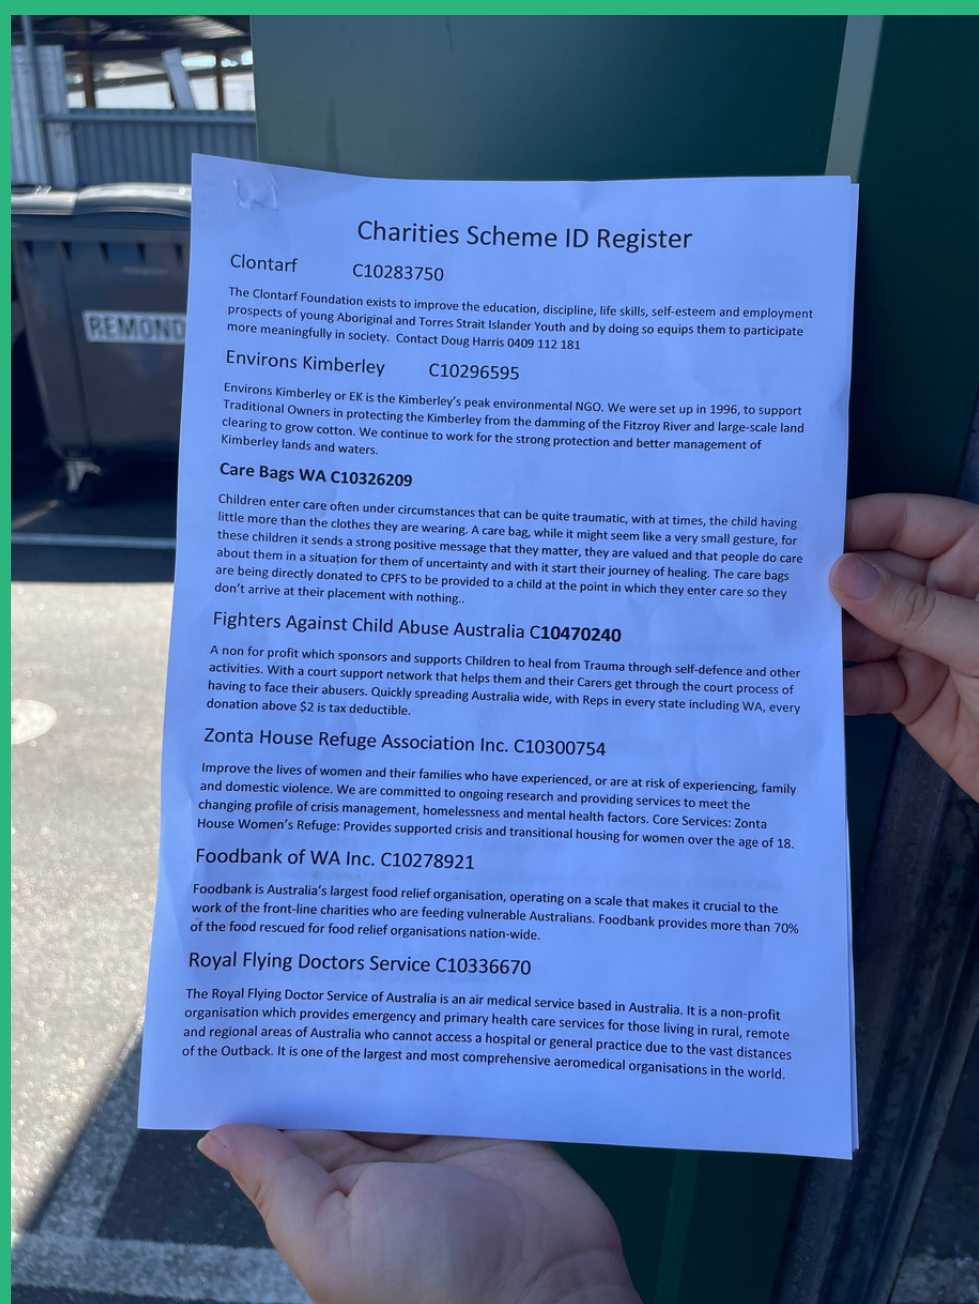 REMOND
Charities Scheme ID Register
Clontarf C10283750
The Clontarf Foundation exists to improve the education, discipline, life skills, self-esteem and employment
prospects of young Aboriginal and Torres Strait Islander Youth and by doing so equips them to participate
more meaningfully in society. Contact Doug Harris 0409 112 181
Environs Kimberley C10296595
Environs Kimberley or EK is the Kimberley's peak environmental NGO. We were set up in 1996, to support
Traditional Owners in protecting the Kimberley from the damming of the Fitzroy River and large-scale land
clearing to grow cotton. We continue to work for the strong protection and better management of
Kimberley lands and waters.
Care Bags WA C10326209
Children enter care often under circumstances that can be quite traumatic, with at times, the child having
little more than the clothes they are wearing. A care bag, while it might seem like a very small gesture, for
these children it sends a strong positive message that they matter, they are valued and that people do care
about them in a situation for them of uncertainty and with it start their journey of healing. The care bags
are being directly donated to CPFS to be provided to a child at the point in which they enter care so they
don't arrive at their placement with nothing..
Fighters Against Child Abuse Australia C10470240
A non for profit which sponsors and supports Children to heal from Trauma through self-defence and other
activities. With a court support network that helps them and their Carers get through the court process of
having to face their abusers. Quickly spreading Australia wide, with Reps in every state including WA, every
donation above $2 is tax deductible.
Zonta House Refuge Association Inc. C10300754
Improve the lives of women and their families who have experienced, or are at risk of experiencing, family
and domestic violence. We are committed to ongoing research and providing services to meet the
changing profile of crisis management, homelessness and mental health factors. Core Services: Zonta
House Women's Refuge: Provides supported crisis and transitional housing for women over the age of 18.
Foodbank of WA Inc. C10278921
Foodbank is Australia's largest food relief organisation, operating on a scale that makes it crucial to the
work of the front-line charities who are feeding vulnerable Australians. Foodbank provides more than 70%
of the food rescued for food relief organisations nation-wide.
Royal Flying Doctors Service C10336670
The Royal Flying Doctor Service of Australia is an air medical service based in Australia. It is a non-profit
organisation which provides emergency and primary health care services for those living in rural, remote
and regional areas of Australia who cannot access a hospital or general practice due to the vast distances
of the Outback. It is one of the largest and most comprehensive aeromedical organisations in the world.